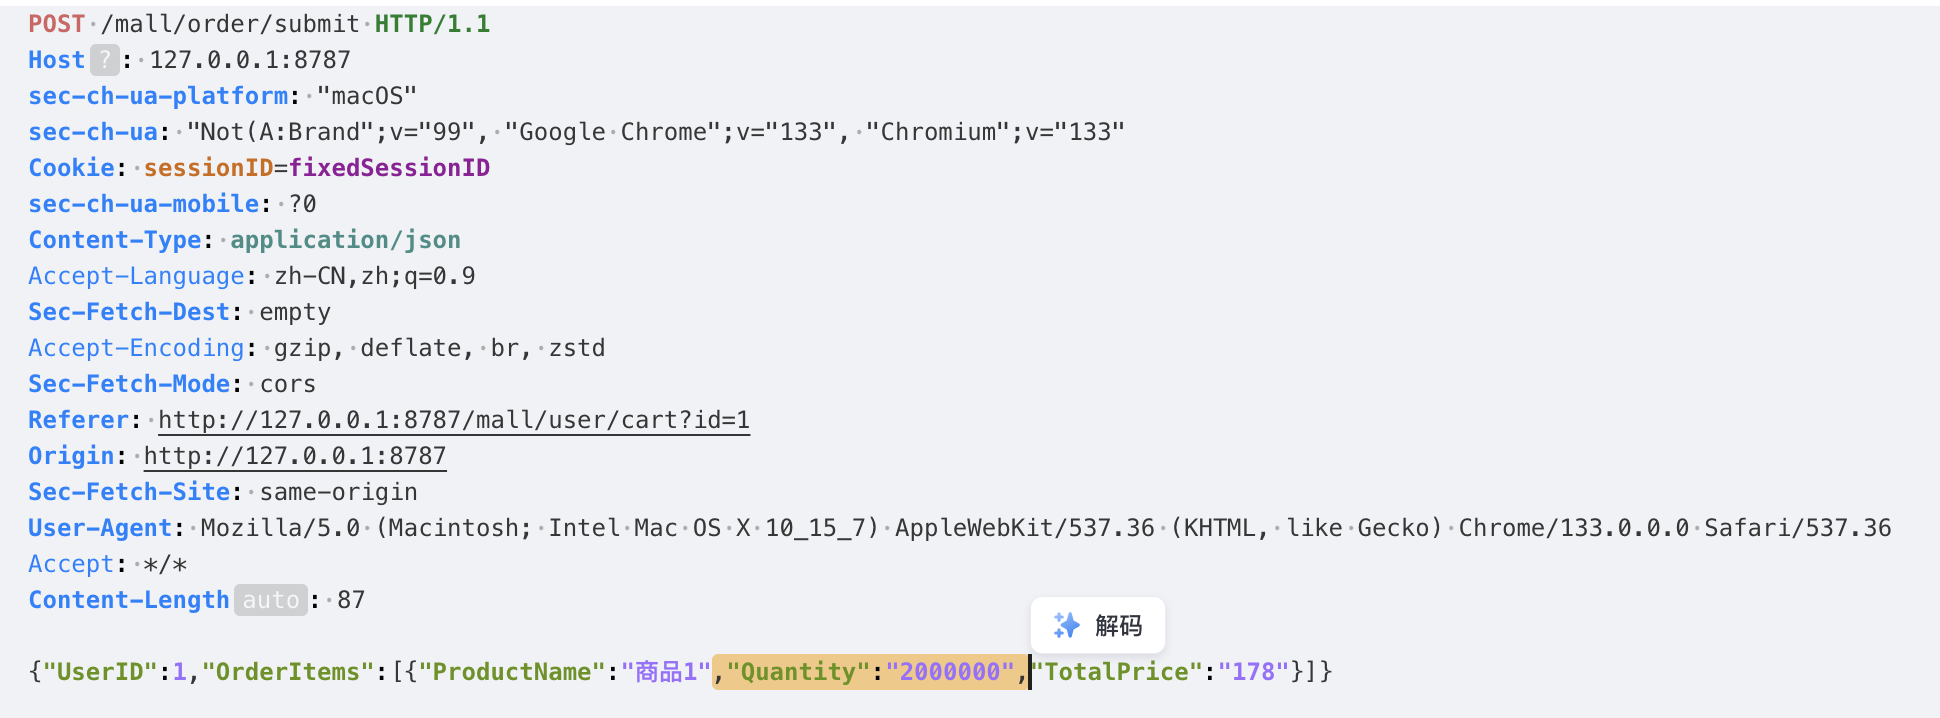 POST /mall/order/submit HTTP/1.1
Host ? : 127.0.0.1:8787
sec-ch-ua-platform: "macOS"
sec-ch-ua: "Not(A:Brand";v="99", "Google Chrome";v="133", "Chromium";v="133"
Cookie: sessionID=fixedSessionID
sec-ch-ua-mobile: ?0
Content-Type: application/json
Accept-Language: zh-CN,zh;q=0.9
Sec-Fetch-Dest: empty
Accept-Encoding: gzip, deflate, br, zstd
Sec-Fetch-Mode: cors
Referer: http://127.0.0.1:8787/mall/user/cart?id=1
Origin: http://127.0.0.1:8787
Sec-Fetch-Site: same-origin
User-Agent: Mozilla/5.0 (Macintosh; Intel Mac OS X 10_15_7) AppleWebKit/537.36 (KHTML, like Gecko) Chrome/133.0.0.0 Safari/537.36
Accept: */*
Content-Length auto : 87
解码
{"UserID":1,"OrderItems":[{"ProductName":"商品1","Quantity":"2000000","TotalPrice":"178"}]}